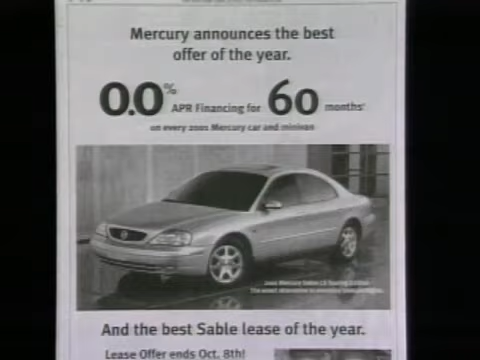 Mercury announces the best
offer of the year.
0.0% APR Financing for 60 months
on every 2001 Mercury car and minivan
And the best Sable lease of the year.
Lease Offer ends Oct. 8th!